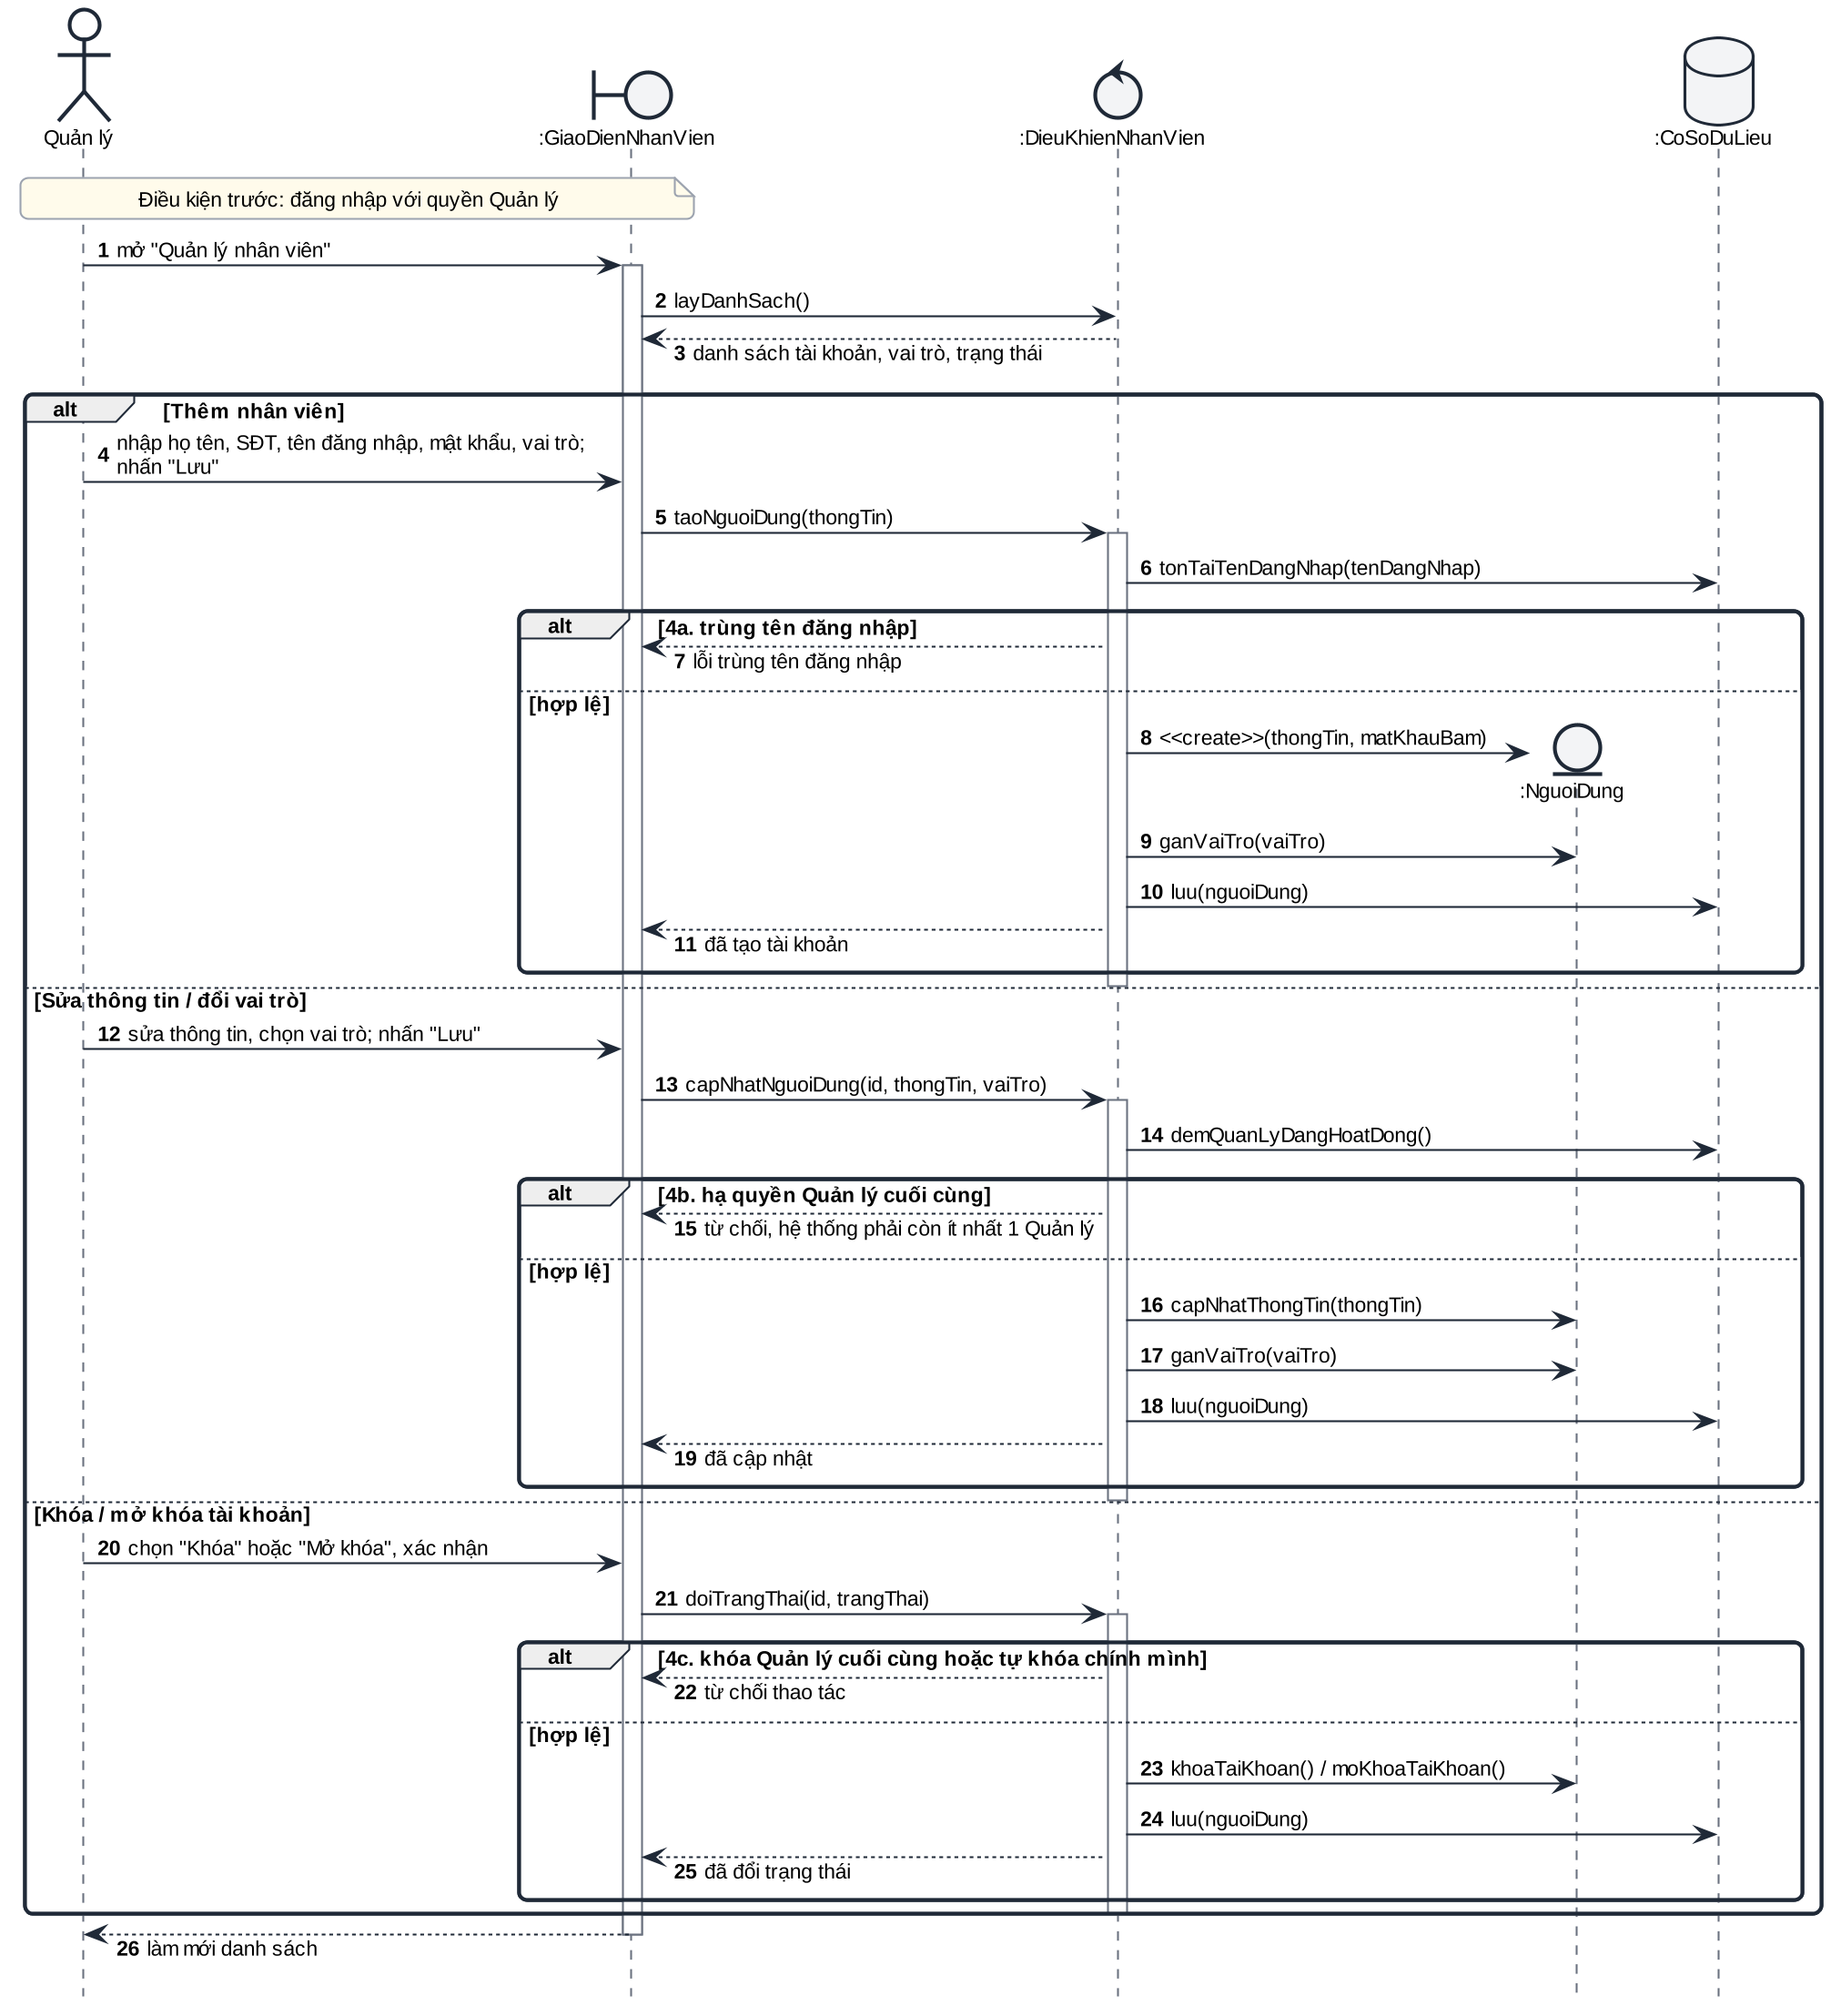 Quản lý
:GiaoDienNhanVien
:DieuKhienNhanVien
:CoSoDuLieu
Điều kiện trước: đăng nhập với quyền Quản lý
1 mở "Quản lý nhân viên"
2 layDanhSach()
3 danh sách tài khoản, vai trò, trạng thái
alt [Thêm nhân viên]
4 nhập họ tên, SĐT, tên đăng nhập, mật khẩu, vai trò;
nhấn "Lưu"
5 taoNguoiDung(thongTin)
6 tonTaiTenDangNhap(tenDangNhap)
alt [4a. trùng tên đăng nhập]
7 lỗi trùng tên đăng nhập
[hợp lệ]
8 <<create>>(thongTin, matKhauBam)
:NguoiDung
9 ganVaiTro(vaiTro)
10 luu(nguoiDung)
11 đã tạo tài khoản
[Sửa thông tin / đổi vai trò]
12 sửa thông tin, chọn vai trò; nhấn "Lưu"
13 capNhatNguoiDung(id, thongTin, vaiTro)
14 demQuanLyDangHoatDong()
alt [4b. hạ quyền Quản lý cuối cùng]
15 từ chối, hệ thống phải còn ít nhất 1 Quản lý
[hợp lệ]
16 capNhatThongTin(thongTin)
17 ganVaiTro(vaiTro)
18 luu(nguoiDung)
19 đã cập nhật
[Khóa / mở khóa tài khoản]
20 chọn "Khóa" hoặc "Mở khóa", xác nhận
21 doiTrangThai(id, trangThai)
alt [4c. khóa Quản lý cuối cùng hoặc tự khóa chính mình]
22 từ chối thao tác
[hợp lệ]
23 khoaTaiKhoan() / moKhoaTaiKhoan()
24 luu(nguoiDung)
25 đã đổi trạng thái
26 làm mới danh sách